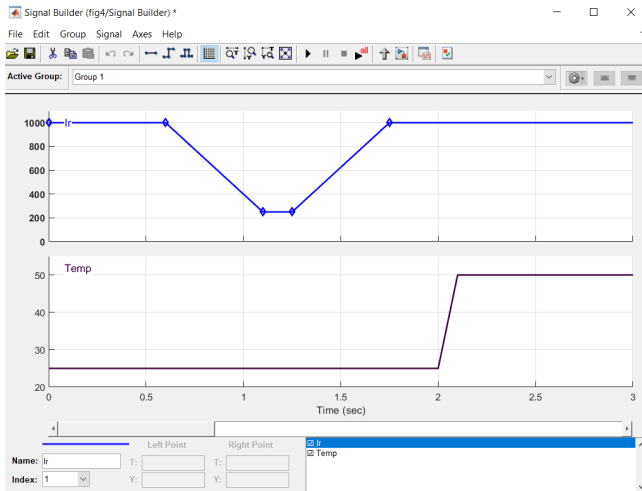 Signal Builder (fig4/Signal Builder) *
File Edit Group Signal Axes Help
all
Active Group: Group 1
Ir
1000
800
600
400
200
0
Temp
50
40
30
20
0 0.5 1 1.5 2 2.5 3
Time (sec)
Left Point Right Point
Name: Ir T: T:
Index: 1 Y: Y:
Ir
Temp